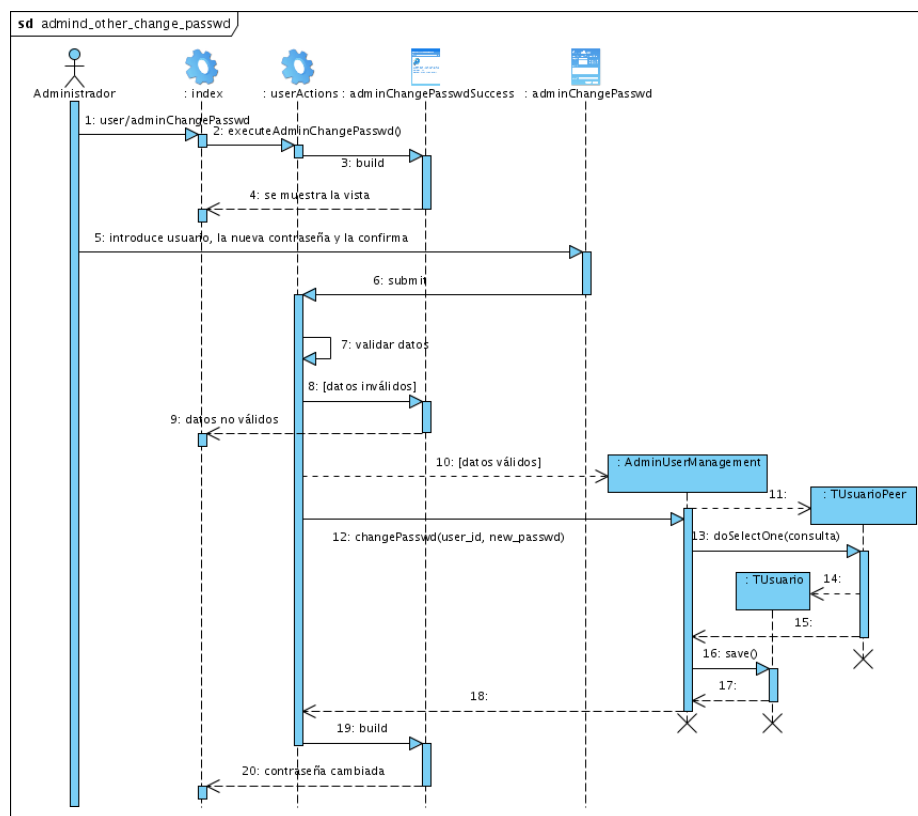 sd admind_other_change_passwd
Administrador
: index
: userActions
: adminChangePasswdSuccess
: adminChangePasswd
1: user/adminChangePasswd
2: executeAdminChangePasswd()
3: build
4: se muestra la vista
5: introduce usuario, la nueva contraseña y la confirma
6: submit
7: validar datos
8: [datos inválidos]
9: datos no válidos
10: [datos válidos]
: AdminUserManagement
11:
: TUsuarioPeer
12: changePasswd(user_id, new_passwd)
13: doSelectOne(consulta)
: TUsuario
14:
15:
16: save()
17:
18:
19: build
20: contraseña cambiada